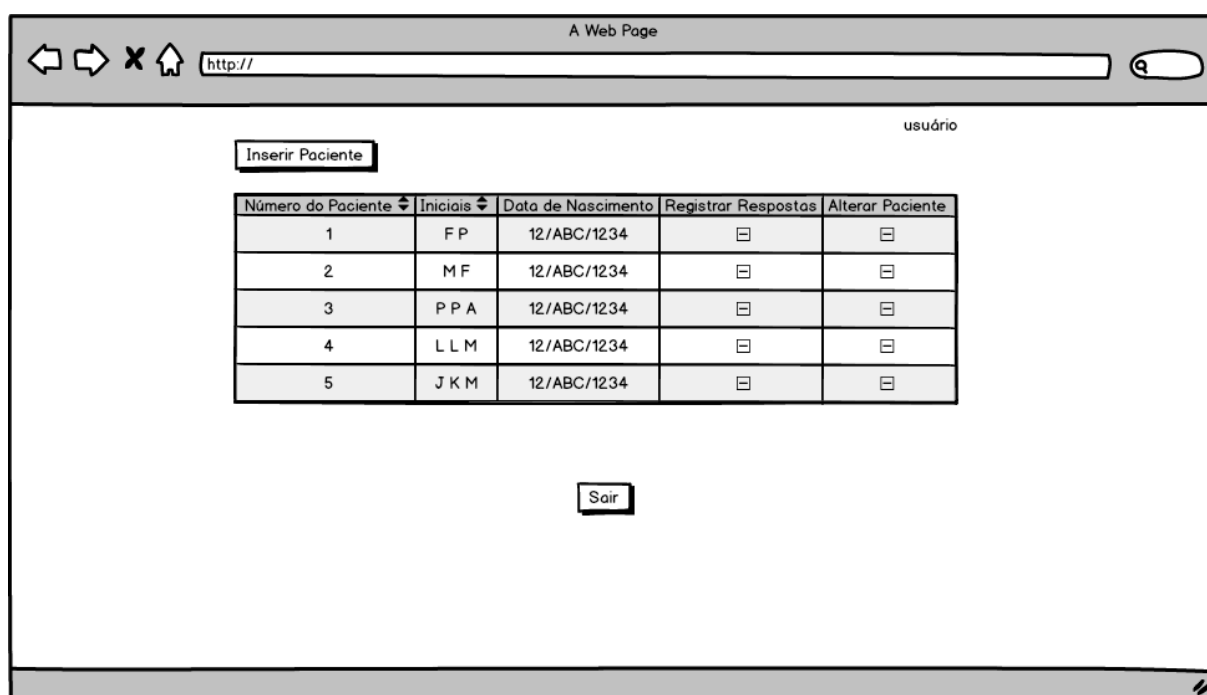 A Web Page
http://
usuário
Inserir Paciente
Número do Paciente Iniciais Data de Nascimento Registrar Respostas Alterar Paciente
1 F P 12/ABC/1234
2 M F 12/ABC/1234
3 P P A 12/ABC/1234
4 L L M 12/ABC/1234
5 J K M 12/ABC/1234
Sair